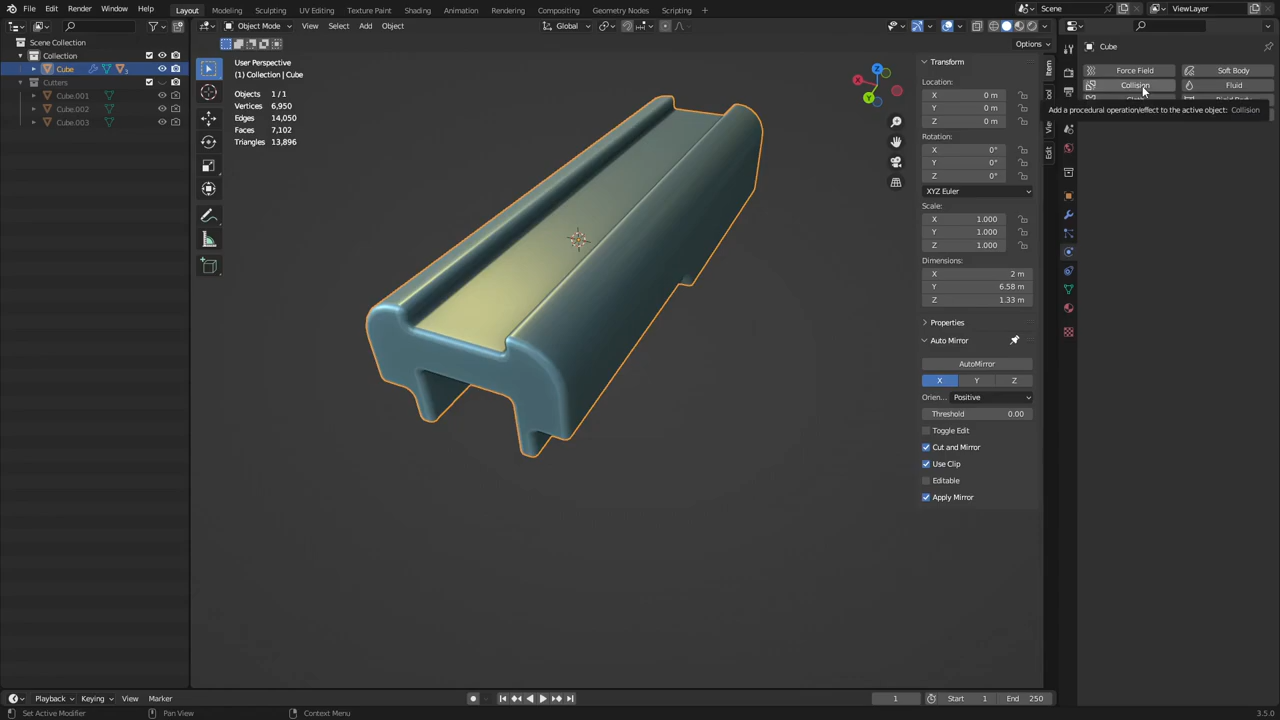 File Edit Render Window Help Layout Modeling Sculpting UV Editing Texture Paint Shading Animation Rendering Compositing Geometry Nodes Scripting + Scene ViewLayer
Object Mode View Select Add Object Global
Options
Scene Collection
Collection
Cube 3
Cutters
Cube.001
Cube.002
Cube.003
User Perspective
(1) Collection | Cube
Objects 1 / 1
Vertices 6,950
Edges 14,050
Faces 7,102
Triangles 13,896
X
Y
Z
Transform
Location:
X 0 m
Y 0 m
Z 0 m
Rotation:
X 0°
Y 0°
Z 0°
XYZ Euler
Scale:
X 1.000
Y 1.000
Z 1.000
Dimensions:
X 2 m
Y 6.58 m
Z 1.33 m
Properties
Auto Mirror
AutoMirror
X Y Z
Orien... Positive
Threshold 0.00
Toggle Edit
Cut and Mirror
Use Clip
Editable
Apply Mirror
Item
Edit
Cube
Force Field Soft Body
Collision Fluid
Add a procedural operation/effect to the active object: Collision
Playback Keying View Marker 1 Start 1 End 250
Set Active Modifier Pan View Context Menu 3.5.0